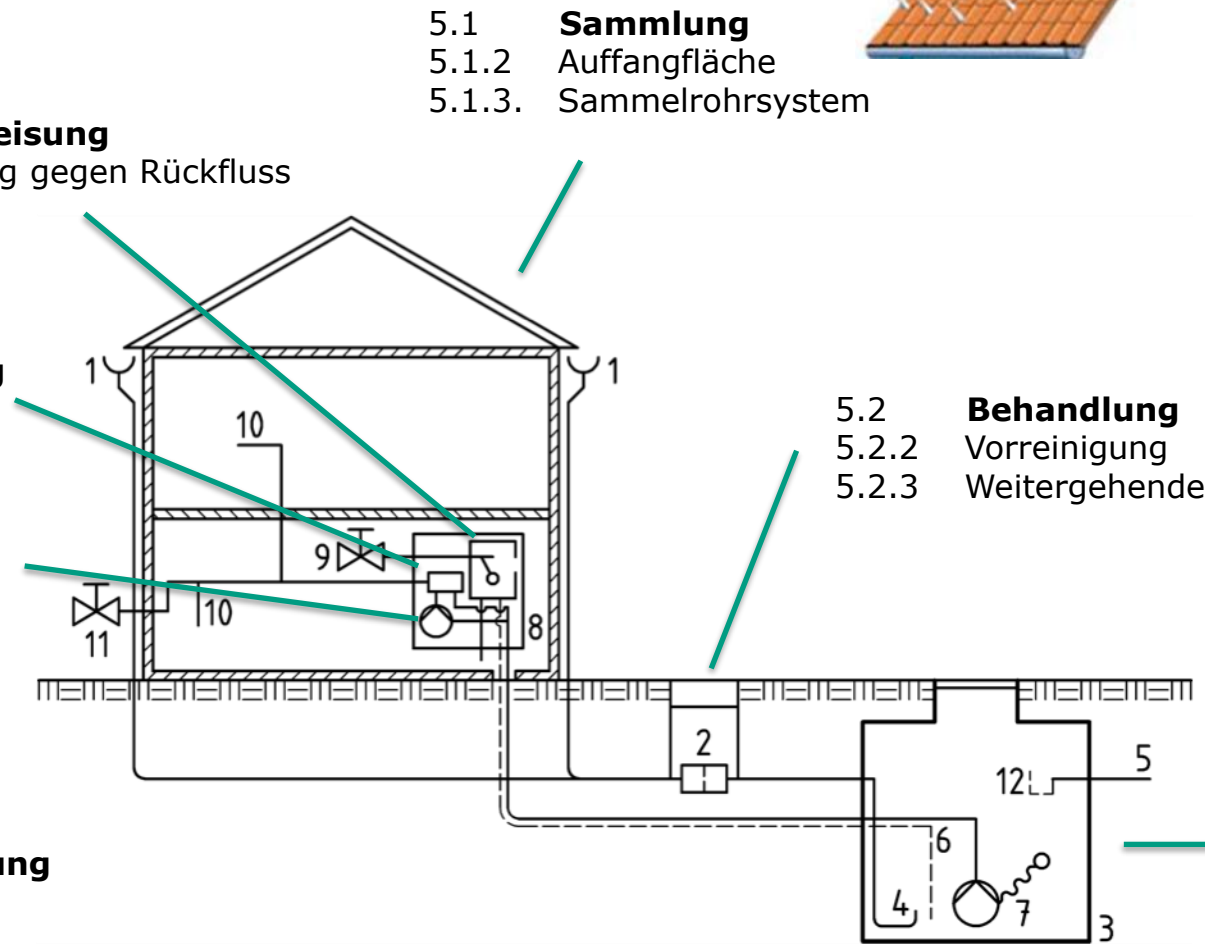 5.1 Sammlung
5.1.2 Auffangfläche
5.1.3. Sammelrohrsystem
gegen Rückfluss
1
1
10
5.2 Behandlung
5.2.2 Vorreinigung
5.2.3 Weitergehende
9
10
11
8
2
12
5
6
4
7
3